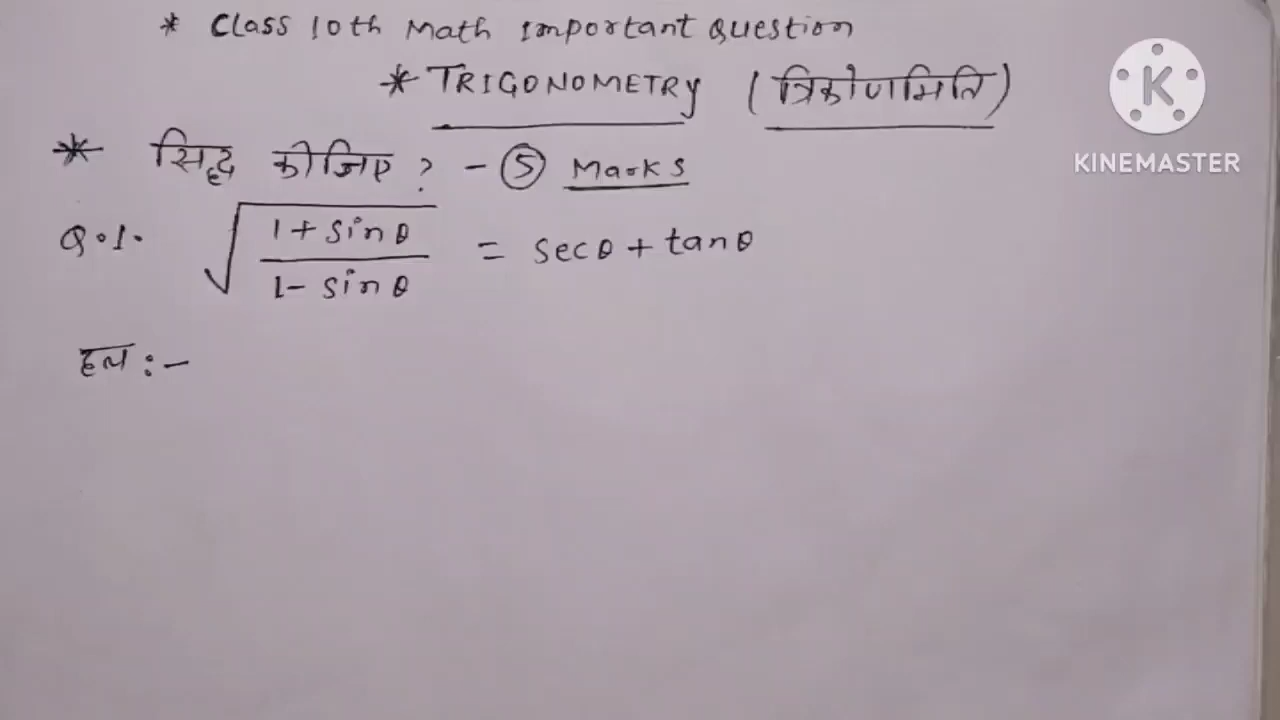 * Class 10th Math Important Question
* TRIGONOMETRY (त्रिकोणमिति)
* सिद्ध कीजिए ? - ⑤ Marks
Q.1. √((1 + sinθ)/(1 - sinθ)) = secθ + tanθ
हल :-
K
KINEMASTER